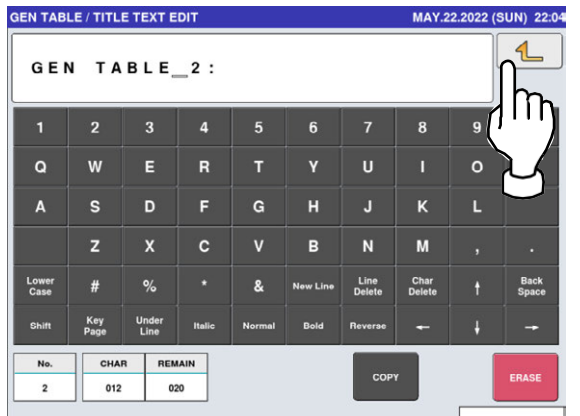 GEN TABLE / TITLE TEXT EDIT MAY.22.2022 (SUN) 22:04
GEN TABLE_2:
1 2 3 4 5 6 7 8 9
Q W E R T Y U I O
A S D F G H J K L
Z X C V B N M , .
Lower Case # % * & New Line Line Delete Char Delete ↑ Back Space
Shift Key Page Under Line Italic Normal Bold Reverse ← ↓ →
No. CHAR REMAIN COPY ERASE
2 012 020